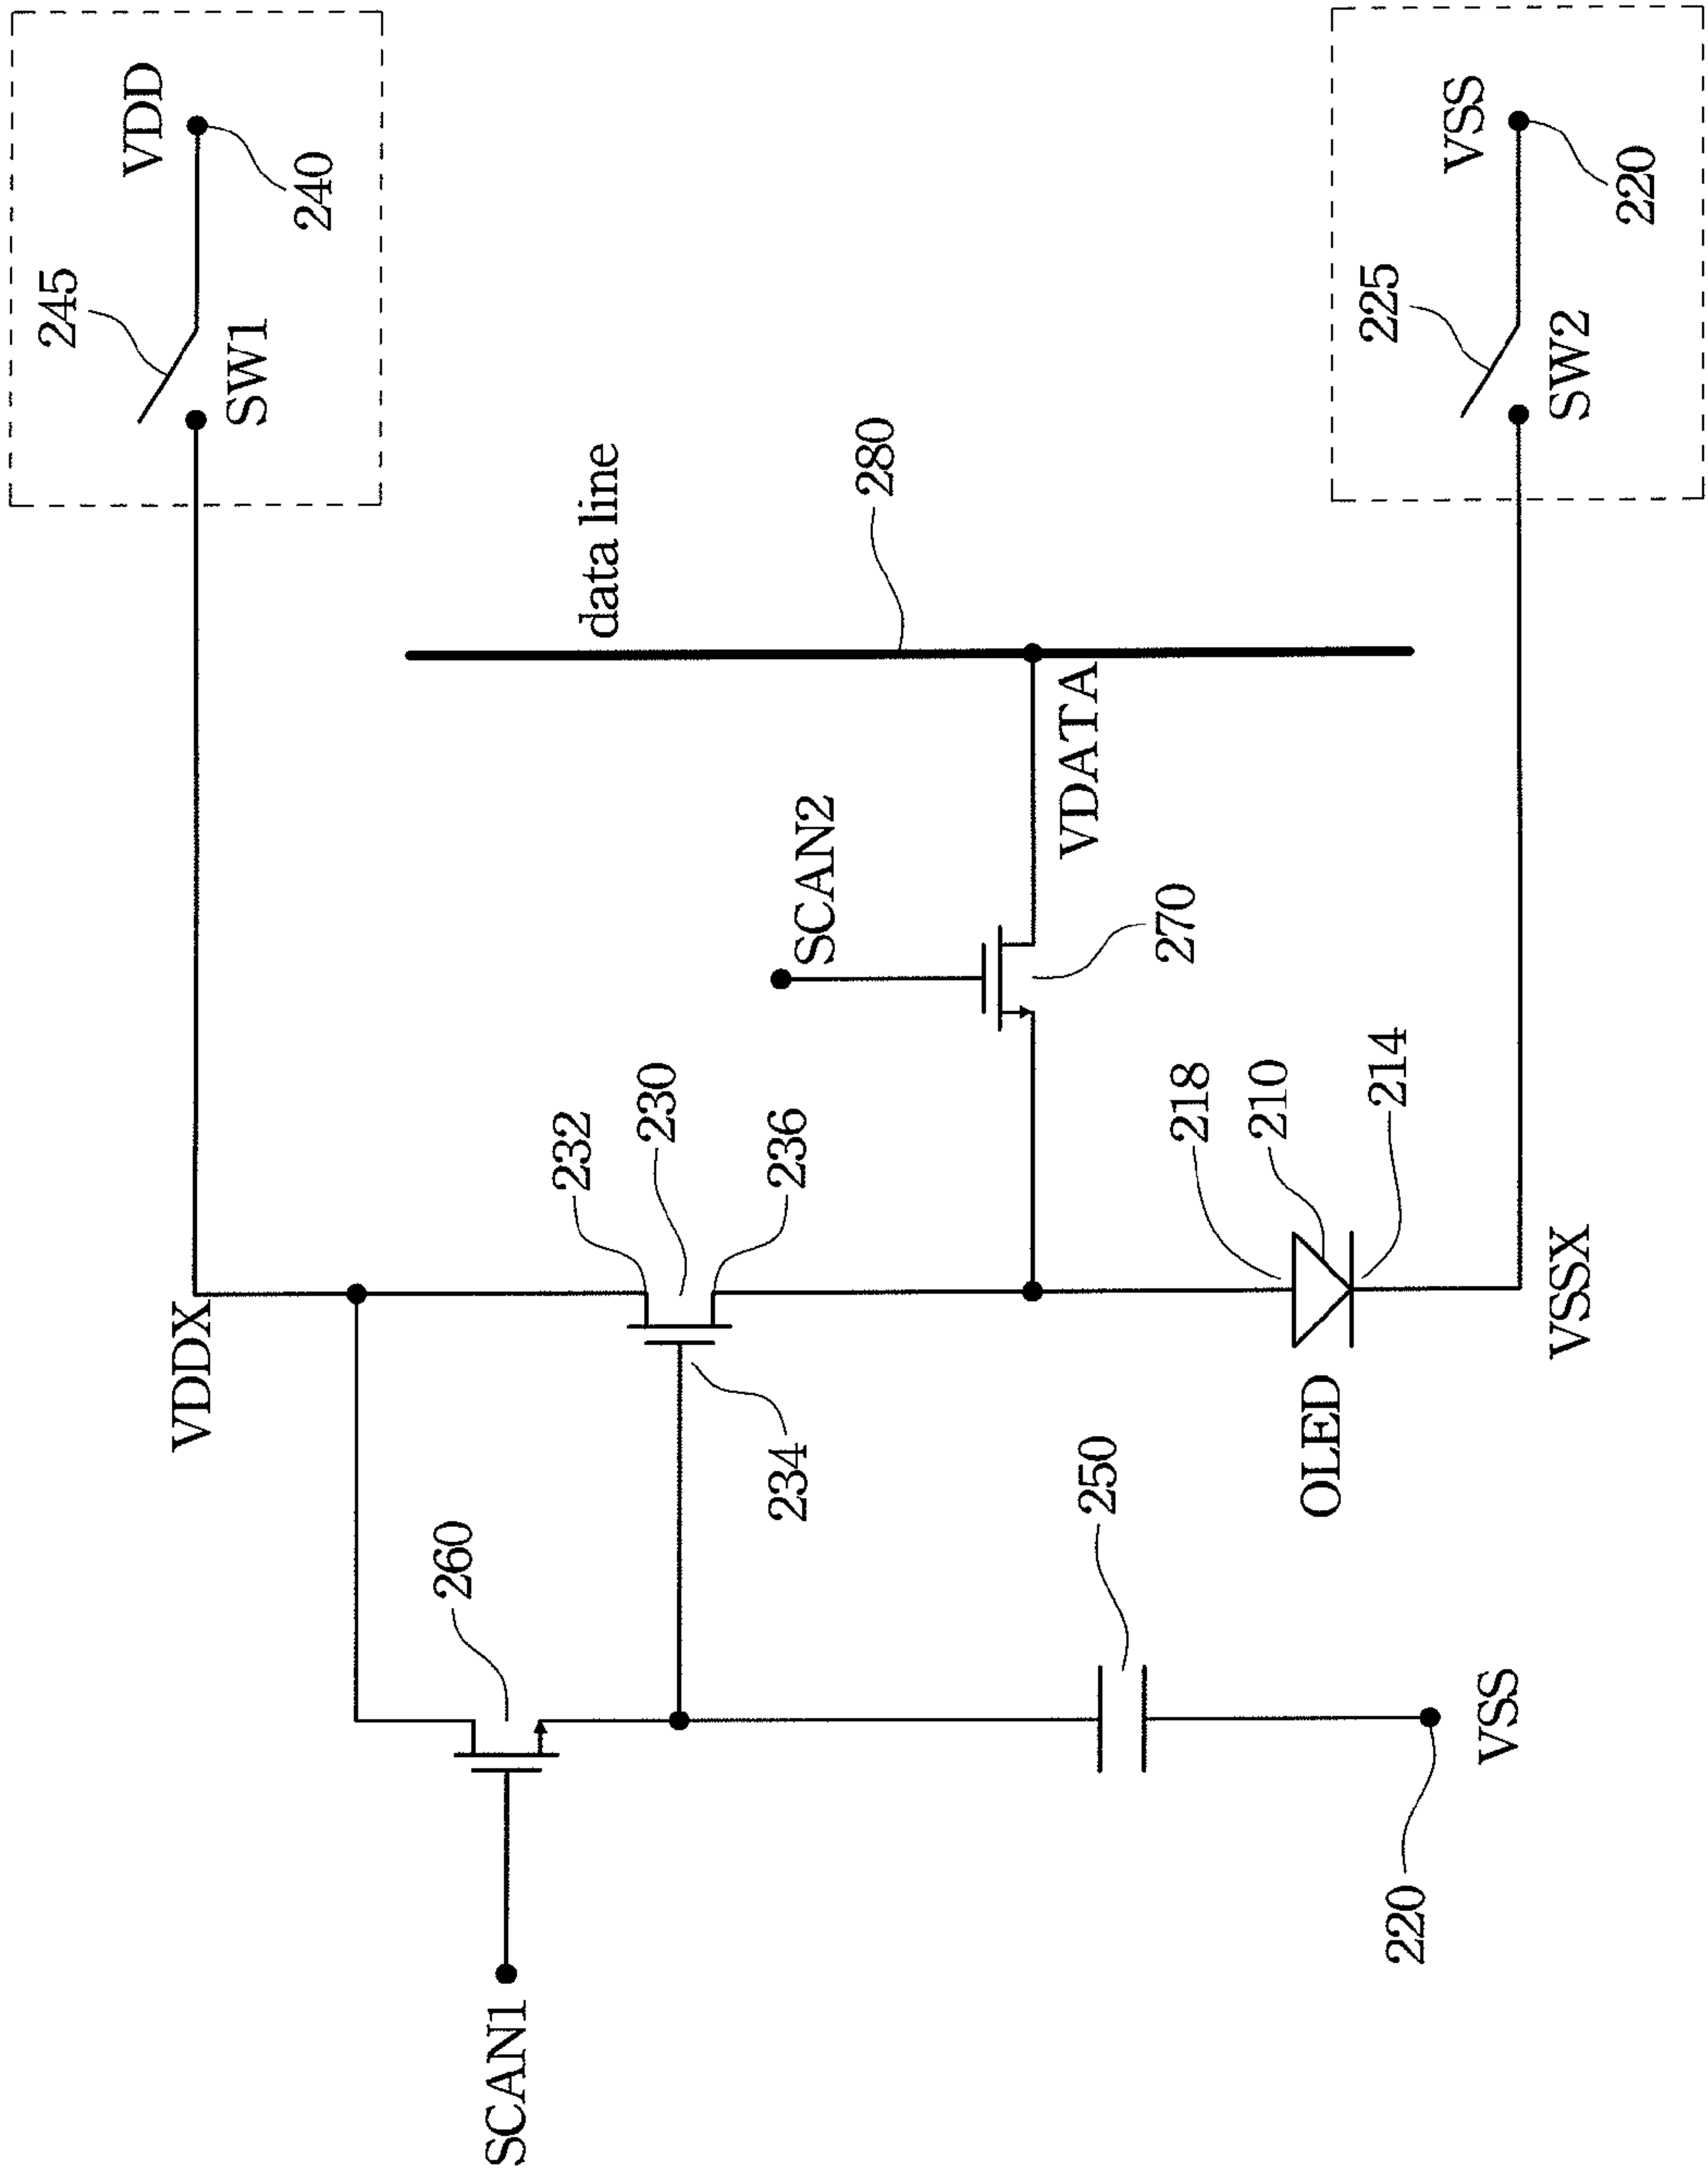 245
VDD
VDDX
SW1
240
260
SCAN1
232
data line
230
234
236
SCAN2
280
VDATA
250
270
218
210
OLED
225
214
220
VSS
VSS
VSSX
SW2
220